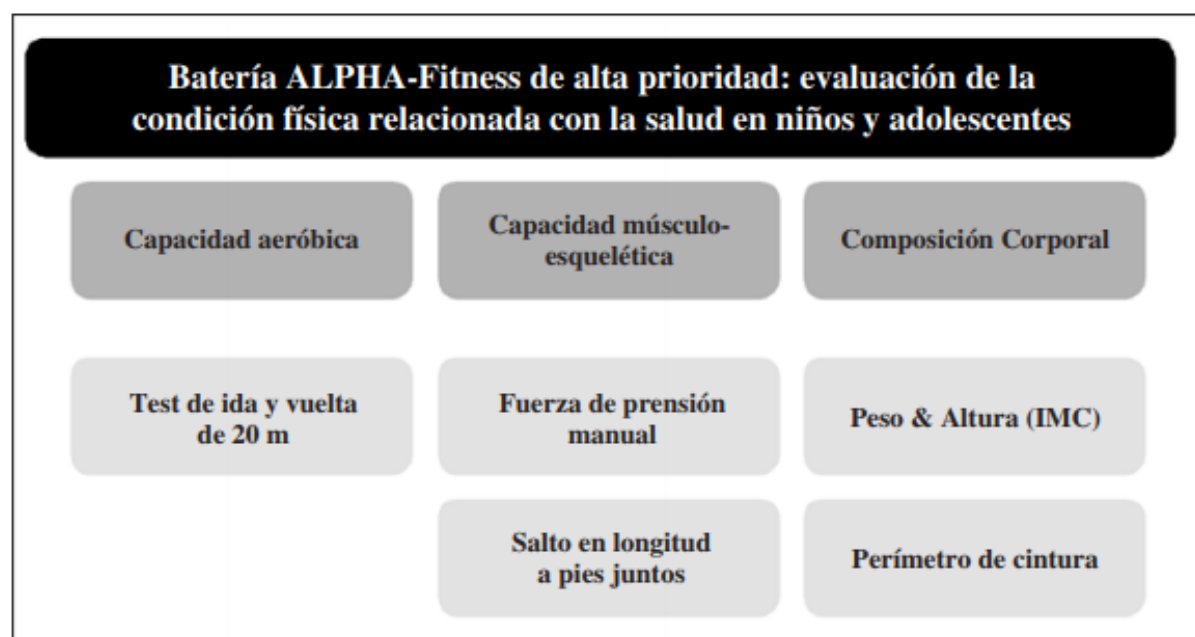 Batería ALPHA-Fitness de alta prioridad: evaluación de la
condición física relacionada con la salud en niños y adolescentes
Capacidad aeróbica
Capacidad músculo-
esquelética
Composición Corporal
Test de ida y vuelta
de 20 m
Fuerza de prensión
manual
Peso & Altura (IMC)
Salto en longitud
a pies juntos
Perímetro de cintura